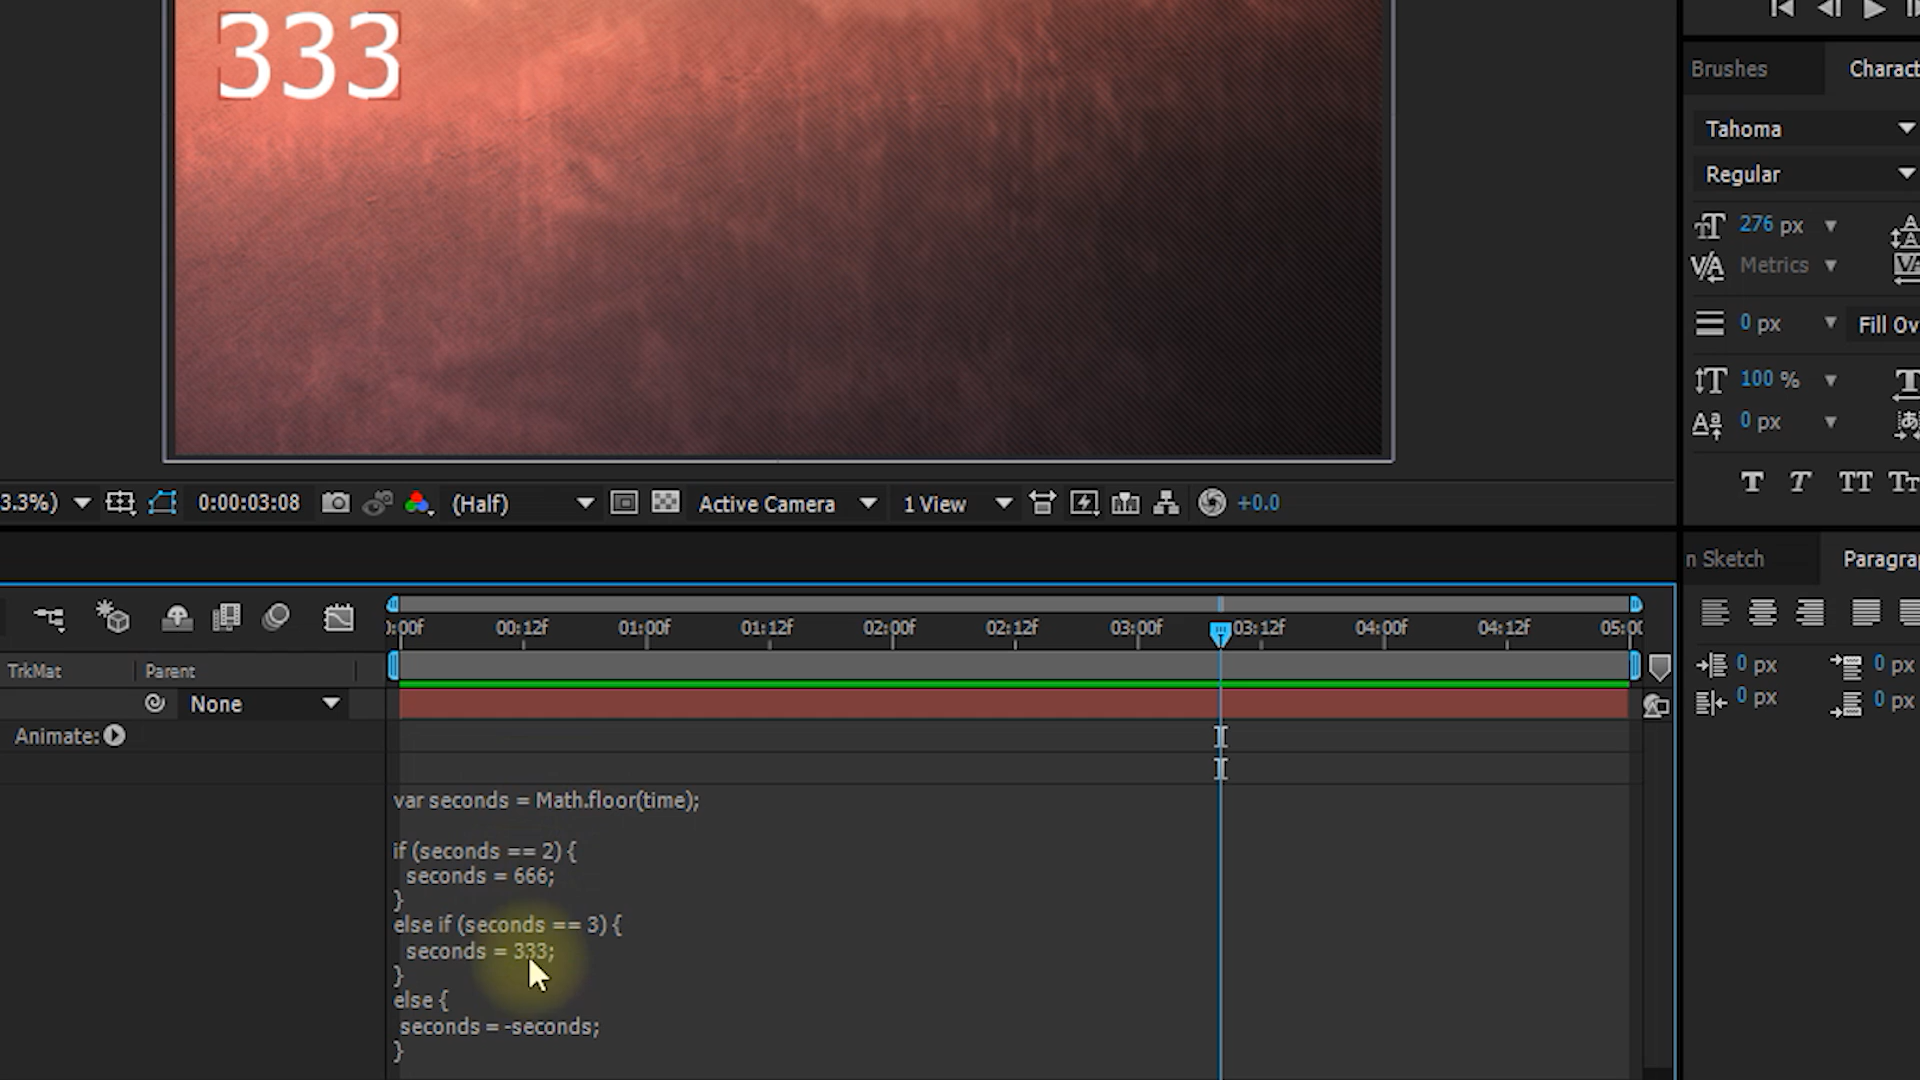 333
Brushes
Charact
Tahoma
Regular
276 px
Metrics
0 px
Fill Ov
100 %
0 px
T T TT Tт
3.3%)
0:00:03:08
(Half)
Active Camera
1 View
+0.0
n Sketch
Paragra
0 px
0 px
0 px
0 px
):00f 00:12f 01:00f 01:12f 02:00f 02:12f 03:00f 03:12f 04:00f 04:12f 05:00
TrkMat
Parent
None
Animate:
var seconds = Math.floor(time);
if (seconds == 2) {
seconds = 666;
}
else if (seconds == 3) {
seconds = 333;
}
else {
seconds = -seconds;
}